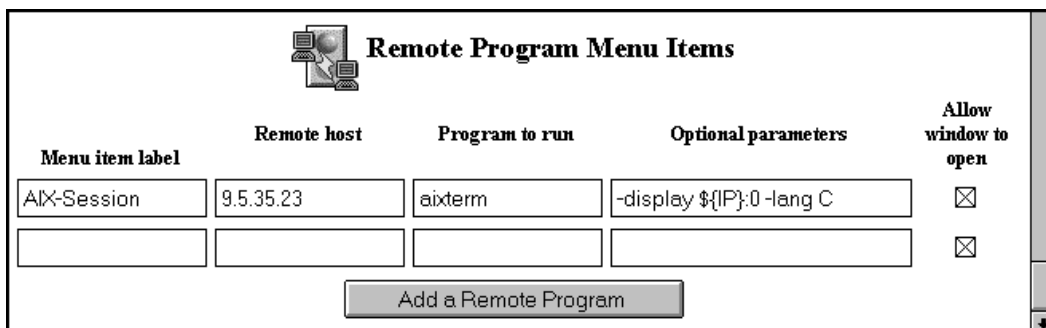 Remote Program Menu Items
Menu item label
Remote host
Program to run
Optional parameters
Allow
window to
open
AIX-Session
9.5.35.23
aixterm
-display ${IP}:0 -lang C
Add a Remote Program